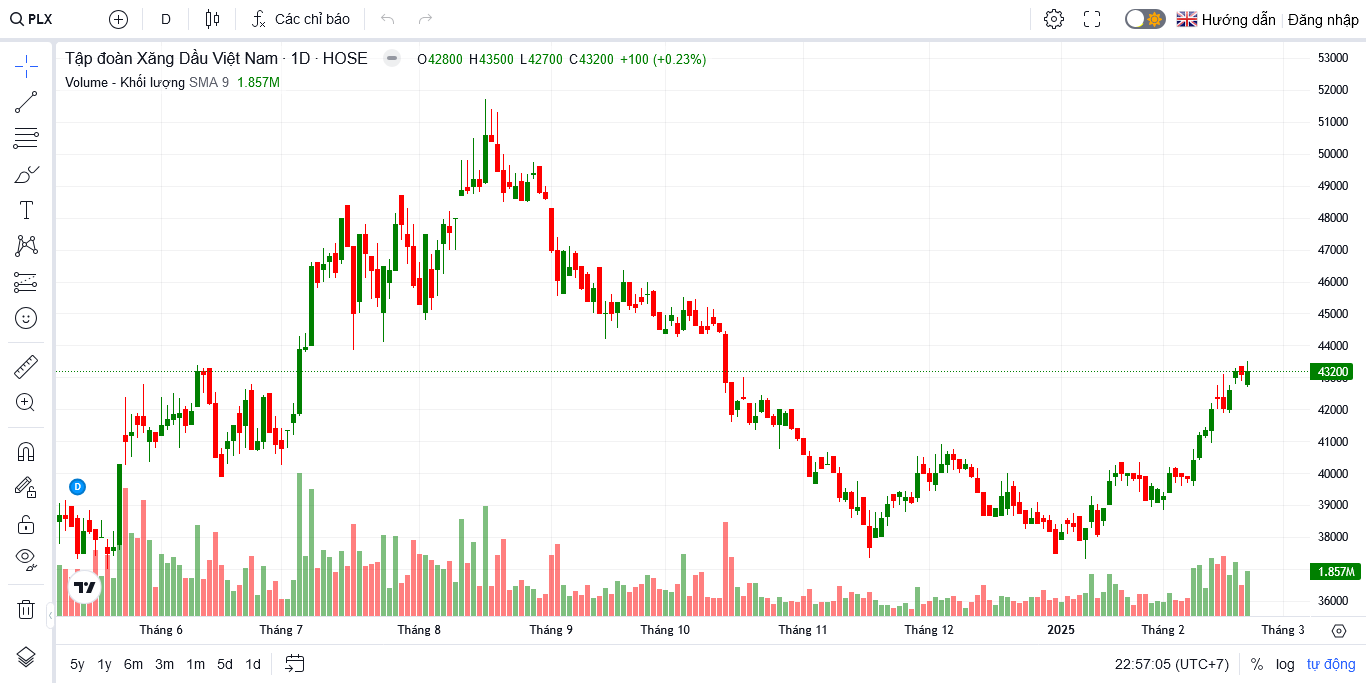 PLX D Các chỉ báo Hướng dẫn Đăng nhập
Tập đoàn Xăng Dầu Việt Nam · 1D · HOSE O42800 H43500 L42700 C43200 +100 (+0.23%)
Volume - Khối lượng SMA 9 1.857M
53000
52000
51000
50000
49000
48000
47000
46000
45000
44000
43200
42000
41000
40000
D
39000
38000
1.857M
36000
Tháng 6 Tháng 7 Tháng 8 Tháng 9 Tháng 10 Tháng 11 Tháng 12 2025 Tháng 2 Tháng 3
5y 1y 6m 3m 1m 5d 1d 22:57:05 (UTC+7) % log tự động